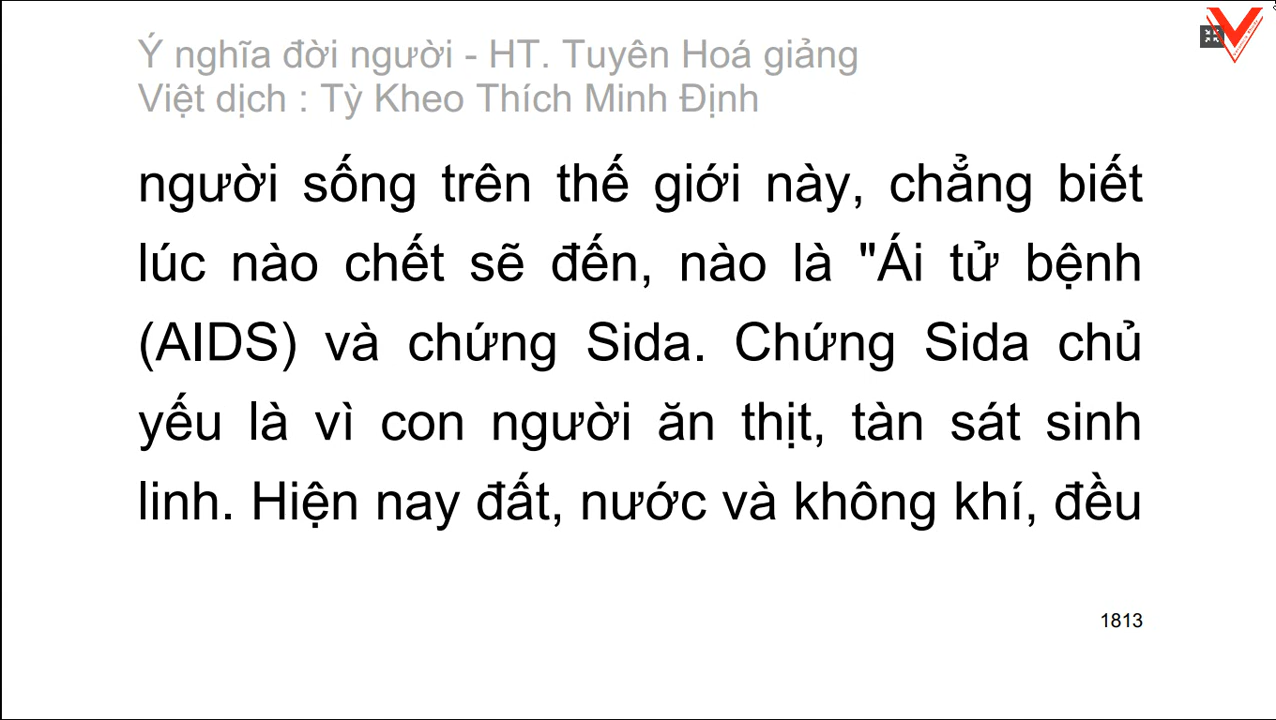 Ý nghĩa đời người - HT. Tuyên Hoá giảng
Việt dịch : Tỳ Kheo Thích Minh Định
người sống trên thế giới này, chẳng biết
lúc nào chết sẽ đến, nào là "Ái tử bệnh
(AIDS) và chứng Sida. Chứng Sida chủ
yếu là vì con người ăn thịt, tàn sát sinh
linh. Hiện nay đất, nước và không khí, đều
1813